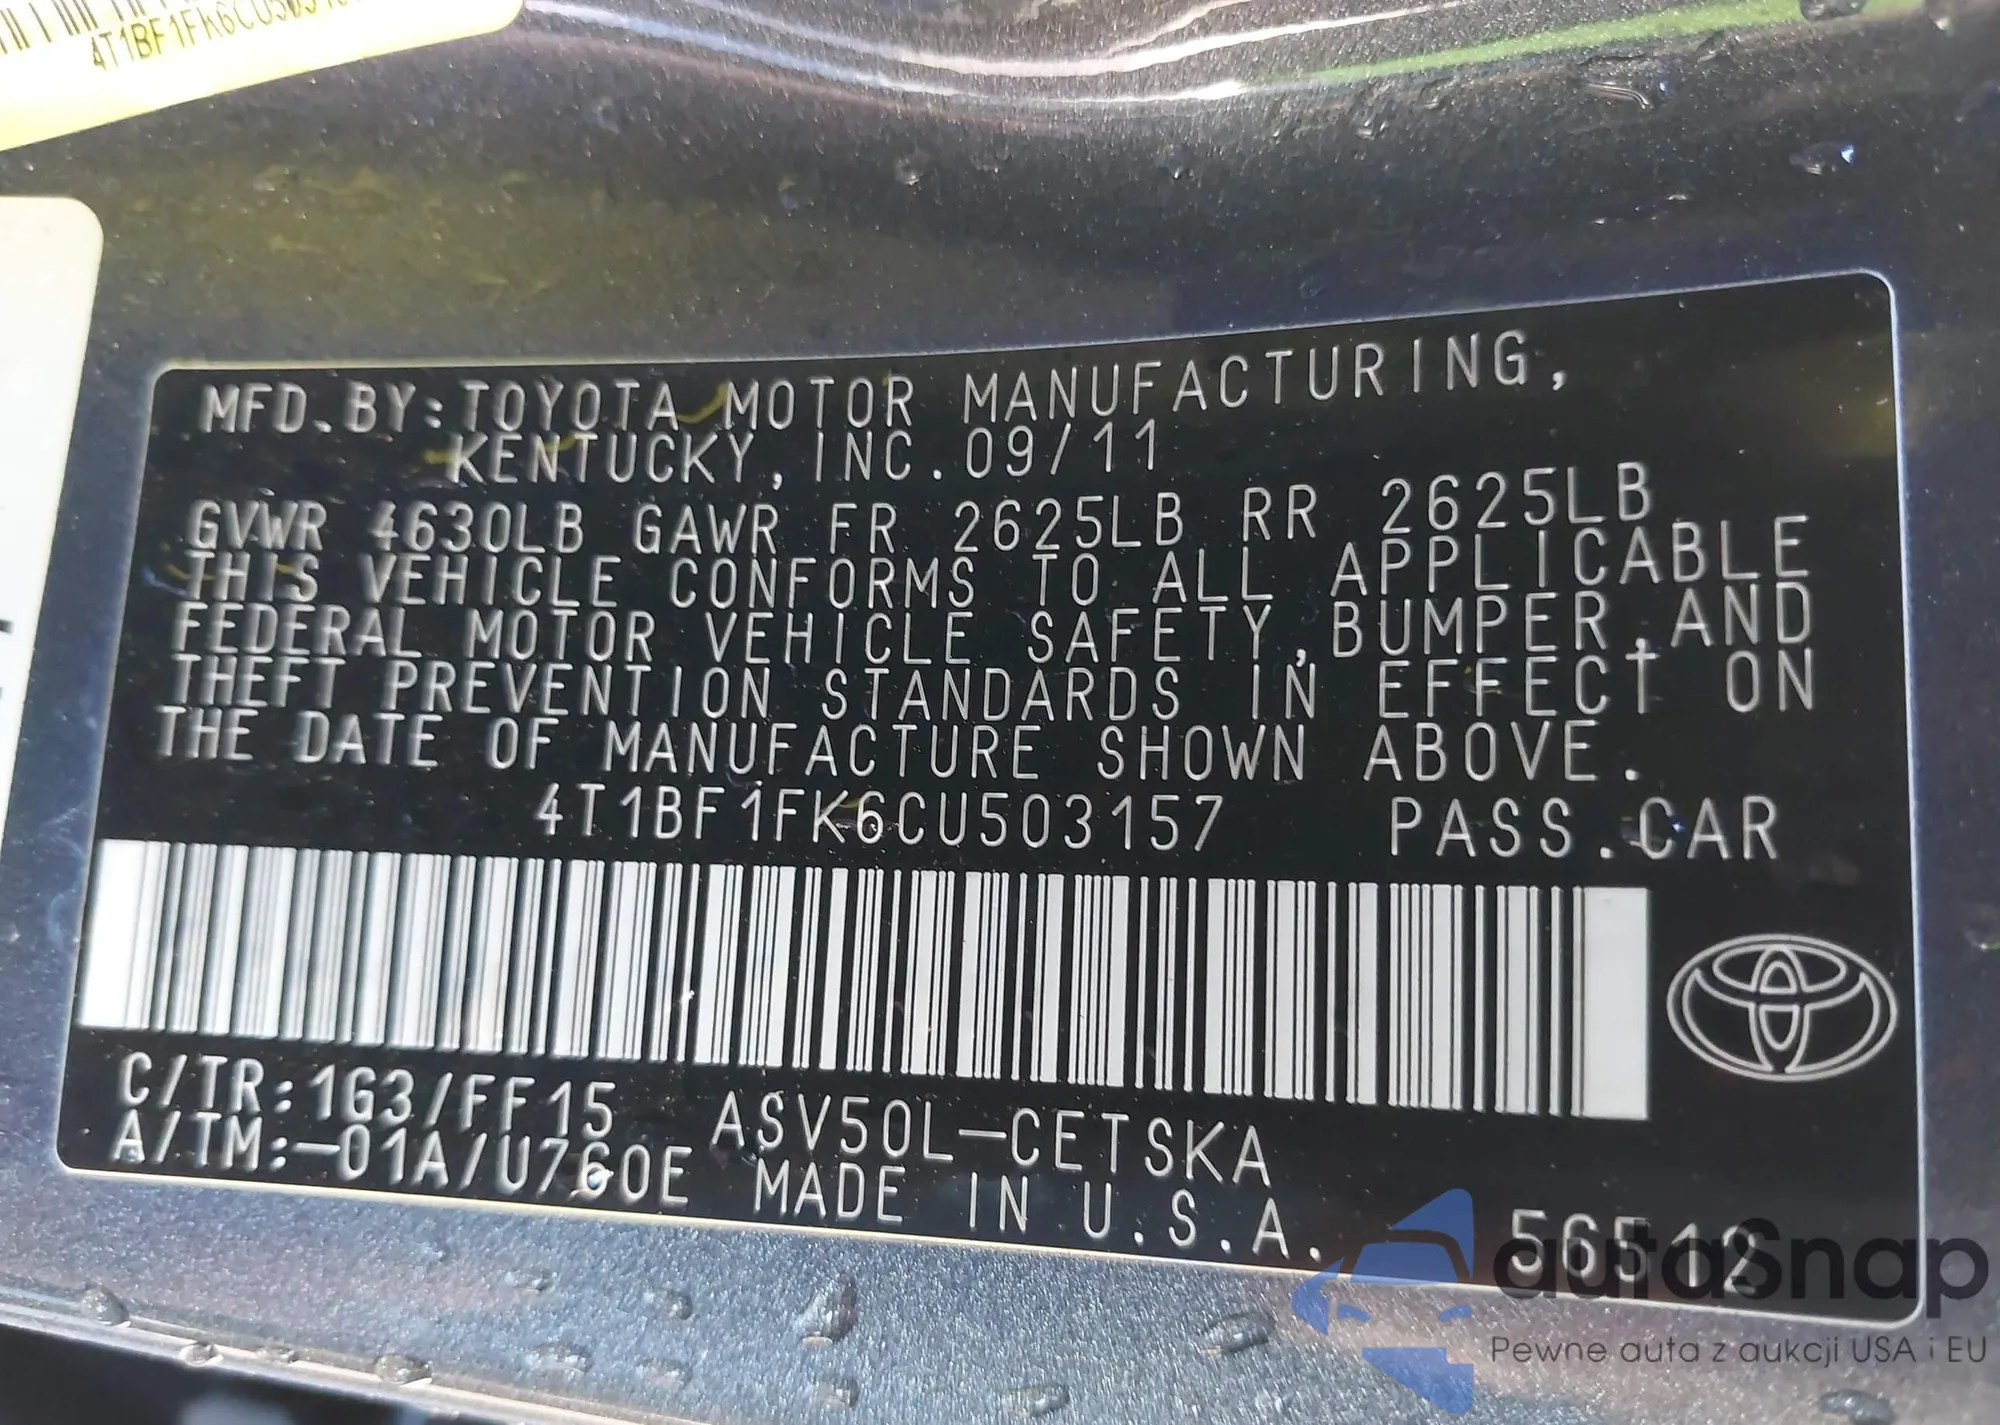 4T1BF1FK6CU5031
MFD.BY:TOYOTA MOTOR MANUFACTURING,
KENTUCKY, INC. 09/11
GVWR 4630LB GAWR FR 2625LB RR 2625LB
THIS VEHICLE CONFORMS TO ALL APPLICABLE
FEDERAL MOTOR VEHICLE SAFETY,BUMPER,AND
THEFT PREVENTION STANDARDS IN EFFECT ON
THE DATE OF MANUFACTURE SHOWN ABOVE.
4T1BF1FK6CU503157 PASS.CAR
C/TR:1G3/FF15 ASV50L-CETSKA
A/TM:-01A/U760E MADE IN U.S.A. 56512
autoSnap
Pewne auta z aukcji USA i EU